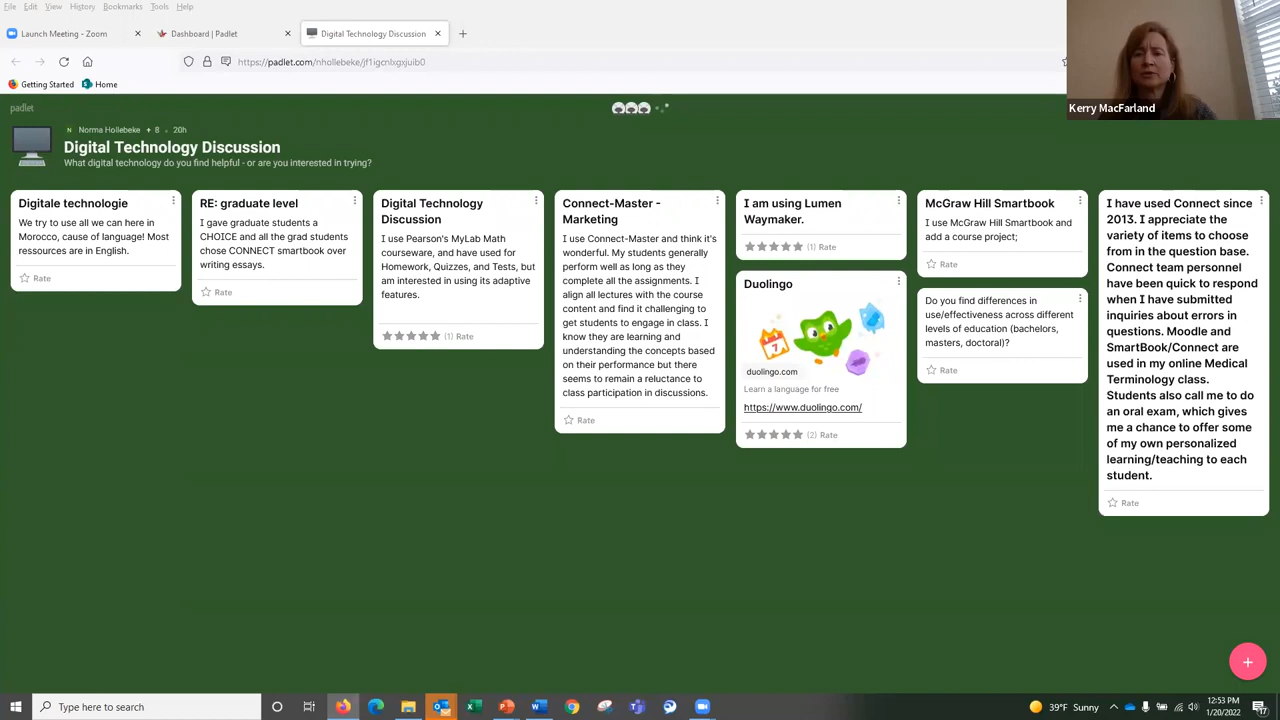 File Edit View History Bookmarks Tools Help
Launch Meeting - Zoom
Dashboard | Padlet
Digital Technology Discussion
https://padlet.com/nhollebeke/jf1igcnlxgxjuib0
Getting Started
Home
Kerry MacFarland
padlet
N Norma Hollebeke + 8 . 20h
Digital Technology Discussion
What digital technology do you find helpful - or are you interested in trying?
Digitale technologie
We try to use all we can here in
Morocco, cause of language! Most
ressources are in English.
Rate
RE: graduate level
I gave graduate students a
CHOICE and all the grad students
chose CONNECT smartbook over
writing essays.
Rate
Digital Technology
Discussion
I use Pearson's MyLab Math
courseware, and have used for
Homework, Quizzes, and Tests, but
am interested in using its adaptive
features.
(1) Rate
Connect-Master -
Marketing
I use Connect-Master and think it's
wonderful. My students generally
perform well as long as they
complete all the assignments. I
align all lectures with the course
content and find it challenging to
get students to engage in class. I
know they are learning and
understanding the concepts based
on their performance but there
seems to remain a reluctance to
class participation in discussions.
Rate
I am using Lumen
Waymaker.
(1) Rate
Duolingo
7
duolingo.com
Learn a language for free
https://www.duolingo.com/
(2) Rate
McGraw Hill Smartbook
I use McGraw Hill Smartbook and
add a course project;
Rate
Do you find differences in
use/effectiveness across different
levels of education (bachelors,
masters, doctoral)?
Rate
I have used Connect since
2013. I appreciate the
variety of items to choose
from in the question base.
Connect team personnel
have been quick to respond
when I have submitted
inquiries about errors in
questions. Moodle and
SmartBook/Connect are
used in my online Medical
Terminology class.
Students also call me to do
an oral exam, which gives
me a chance to offer some
of my own personalized
learning/teaching to each
student.
Rate
Type here to search
39°F Sunny
12:53 PM
1/20/2022
17